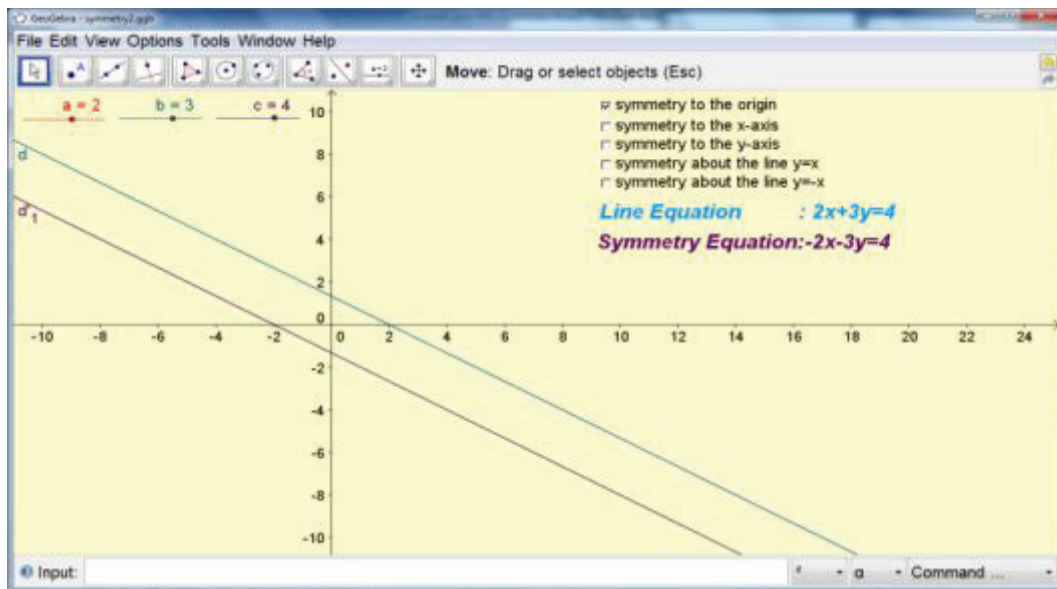 GeoGebra - symmetry2.ggb
File Edit View Options Tools Window Help
Move: Drag or select objects (Esc)
a = 2 b = 3 c = 4
symmetry to the origin
symmetry to the x-axis
symmetry to the y-axis
symmetry about the line y=x
symmetry about the line y=-x
Line Equation : 2x+3y=4
Symmetry Equation:-2x-3y=4
d
d'1
10
8
6
4
2
0
-10 -8 -6 -4 -2 0 2 4 6 8 10 12 14 16 18 20 22 24
-2
-4
-6
-8
-10
Input: α Command ...